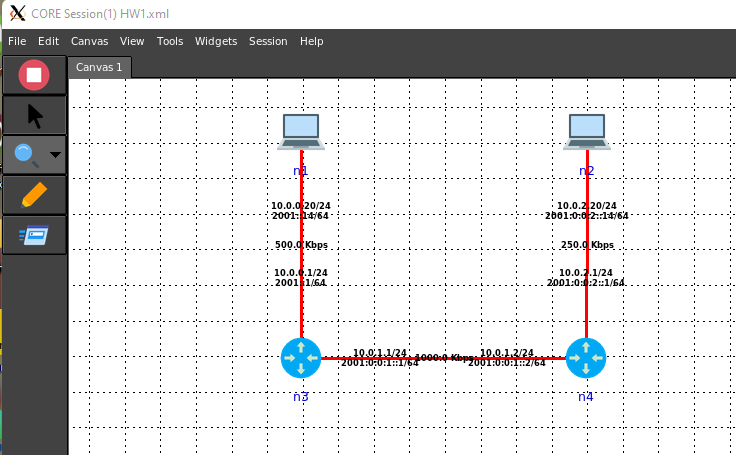 CORE Session(1) HW1.xml
File Edit Canvas View Tools Widgets Session Help
Canvas 1
n1
n2
10.0.0.20/24
2001::14/64
10.0.2.20/24
2001:0:0:2::14/64
500.0 Kbps
250.0 Kbps
10.0.0.1/24
2001::1/64
10.0.2.1/24
2001:0:0:2::1/64
10.0.1.1/24
2001:0:0:1::1/64
1000.0 Kbps
10.0.1.2/24
2001:0:0:1::2/64
n3
n4